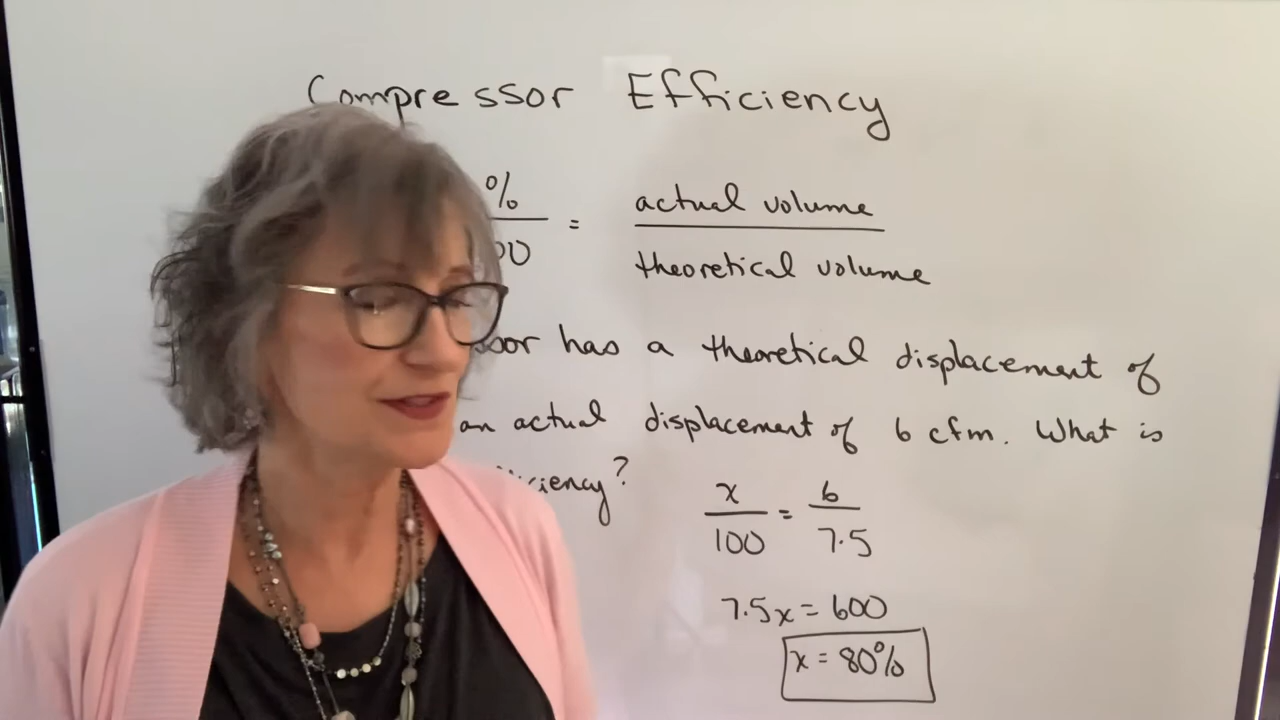 Compressor Efficiency
% = actual volume
theoretical volume
has a theoretical displacement of
an actual displacement of 6 cfm. What is
x/100 = 6/7.5
7.5x = 600
x = 80%